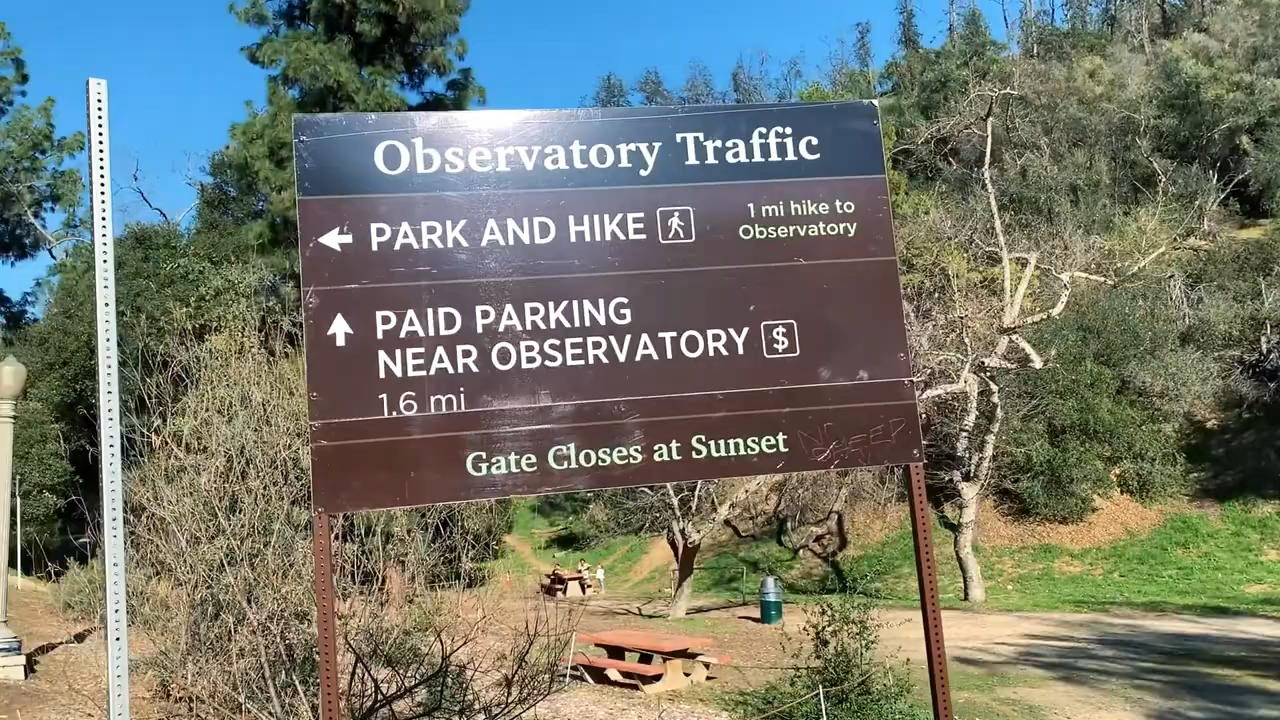 Observatory Traffic
PARK AND HIKE
1 mi hike to
Observatory
PAID PARKING
NEAR OBSERVATORY $
1.6 mi
Gate Closes at Sunset